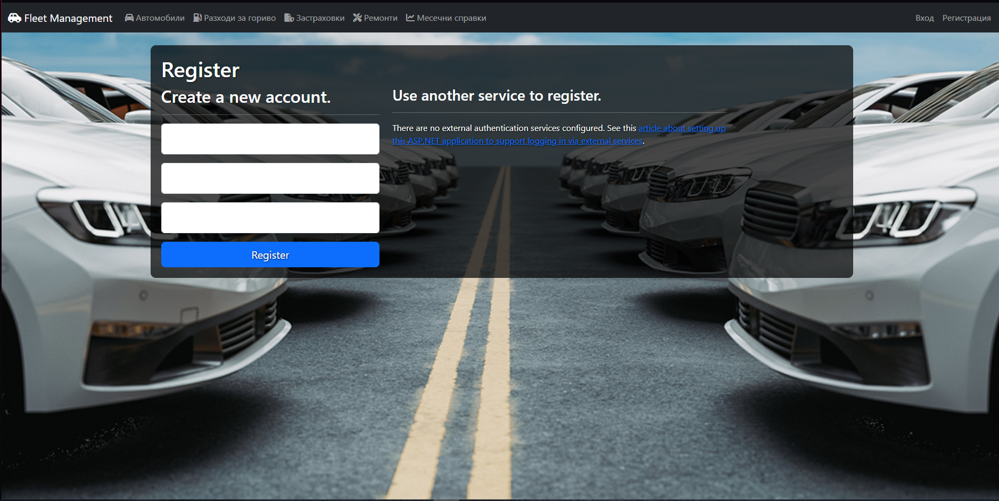 Fleet Management Автомобили Разходи за гориво Застраховки Ремонти Месечни справки Вход Регистрация
Register
Create a new account.
Register
Use another service to register.
There are no external authentication services configured. See this article about setting up
this ASP.NET application to support logging in via external services.